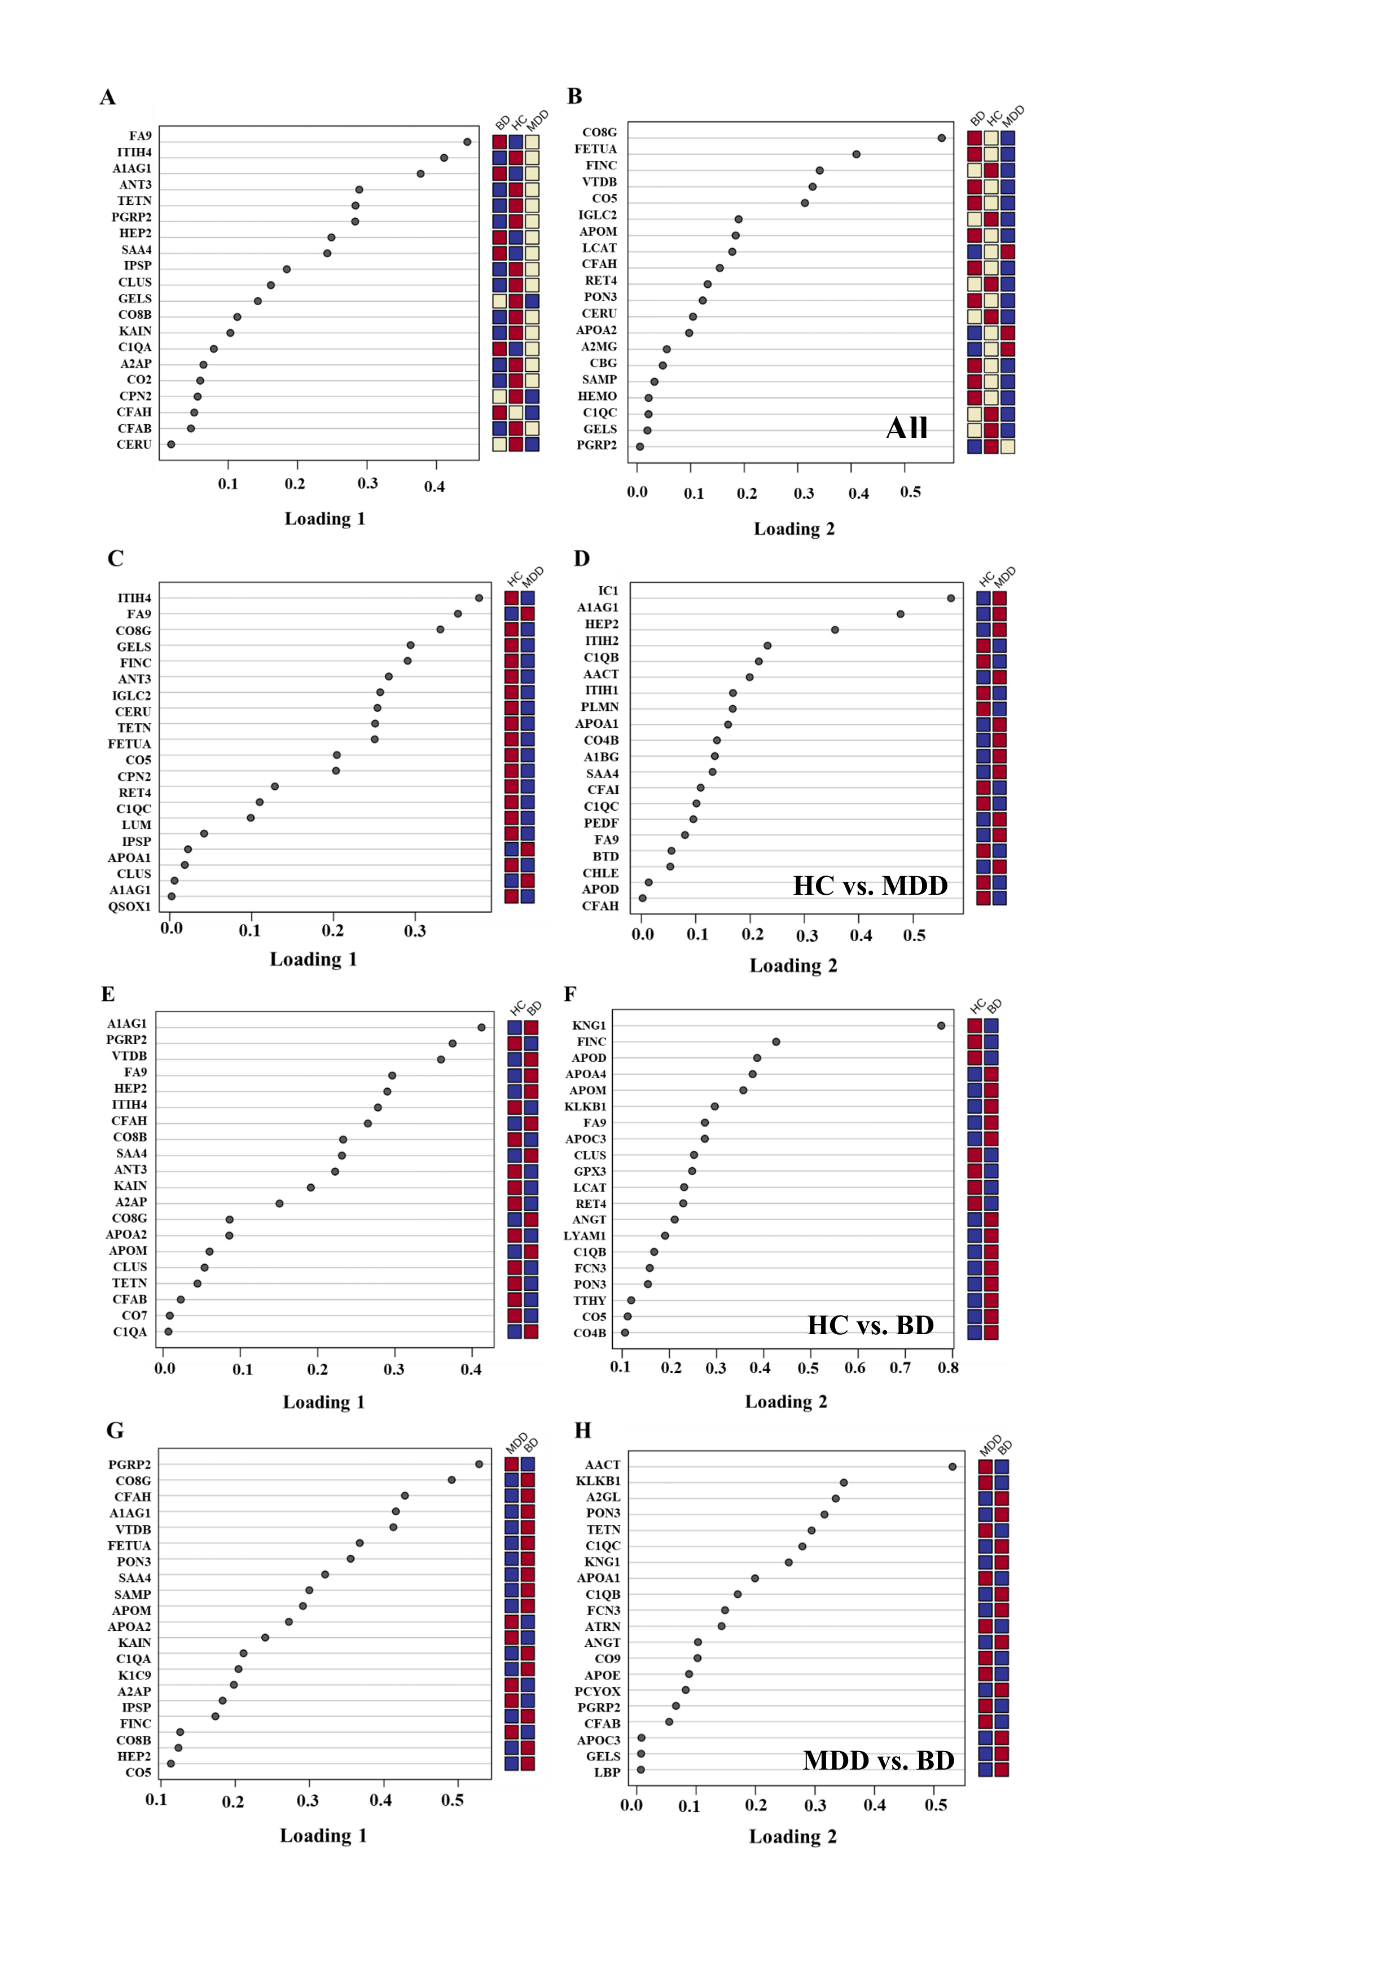 A
BD HC MDD
FA9
ITIH4
A1AG1
ANT3
TETN
PGRP2
HEP2
SAA4
IPSP
CLUS
GELS
CO8B
KAIN
C1QA
A2AP
CO2
CPN2
CFAH
CFAB
CERU
0.1 0.2 0.3 0.4
Loading 1
B
BD HC MDD
CO8G
FETUA
FINC
VTDB
CO5
IGLC2
APOM
LCAT
CFAH
RET4
PON3
CERU
APOA2
A2MG
CBG
SAMP
HEMO
C1QC
GELS
PGRP2
All
0.0 0.1 0.2 0.3 0.4 0.5
Loading 2
C
HC MDD
ITIH4
FA9
CO8G
GELS
FINC
ANT3
IGLC2
CERU
TETN
FETUA
CO5
CPN2
RET4
C1QC
LUM
IPSP
APOA1
CLUS
A1AG1
QSOX1
0.0 0.1 0.2 0.3
Loading 1
D
HC MDD
IC1
A1AG1
HEP2
ITIH2
C1QB
AACT
ITIH1
PLMN
APOA1
CO4B
A1BG
SAA4
CFAI
C1QC
PEDF
FA9
BTD
CHLE
APOD
CFAH
HC vs. MDD
0.0 0.1 0.2 0.3 0.4 0.5
Loading 2
E
HC BD
A1AG1
PGRP2
VTDB
FA9
HEP2
ITIH4
CFAH
CO8B
SAA4
ANT3
KAIN
A2AP
CO8G
APOA2
APOM
CLUS
TETN
CFAB
CO7
C1QA
0.0 0.1 0.2 0.3 0.4
Loading 1
F
HC BD
KNG1
FINC
APOD
APOA4
APOM
KLKB1
FA9
APOC3
CLUS
GPX3
LCAT
RET4
ANGT
LYAM1
C1QB
FCN3
PON3
TTHY
CO5
CO4B
HC vs. BD
0.1 0.2 0.3 0.4 0.5 0.6 0.7 0.8
Loading 2
G
MDD BD
PGRP2
CO8G
CFAH
A1AG1
VTDB
FETUA
PON3
SAA4
SAMP
APOM
APOA2
KAIN
C1QA
K1C9
A2AP
IPSP
FINC
CO8B
HEP2
CO5
0.1 0.2 0.3 0.4 0.5
Loading 1
H
MDD BD
AACT
KLKB1
A2GL
PON3
TETN
C1QC
KNG1
APOA1
C1QB
FCN3
ATRN
ANGT
CO9
APOE
PCYOX
PGRP2
CFAB
APOC3
GELS
LBP
MDD vs. BD
0.0 0.1 0.2 0.3 0.4 0.5
Loading 2